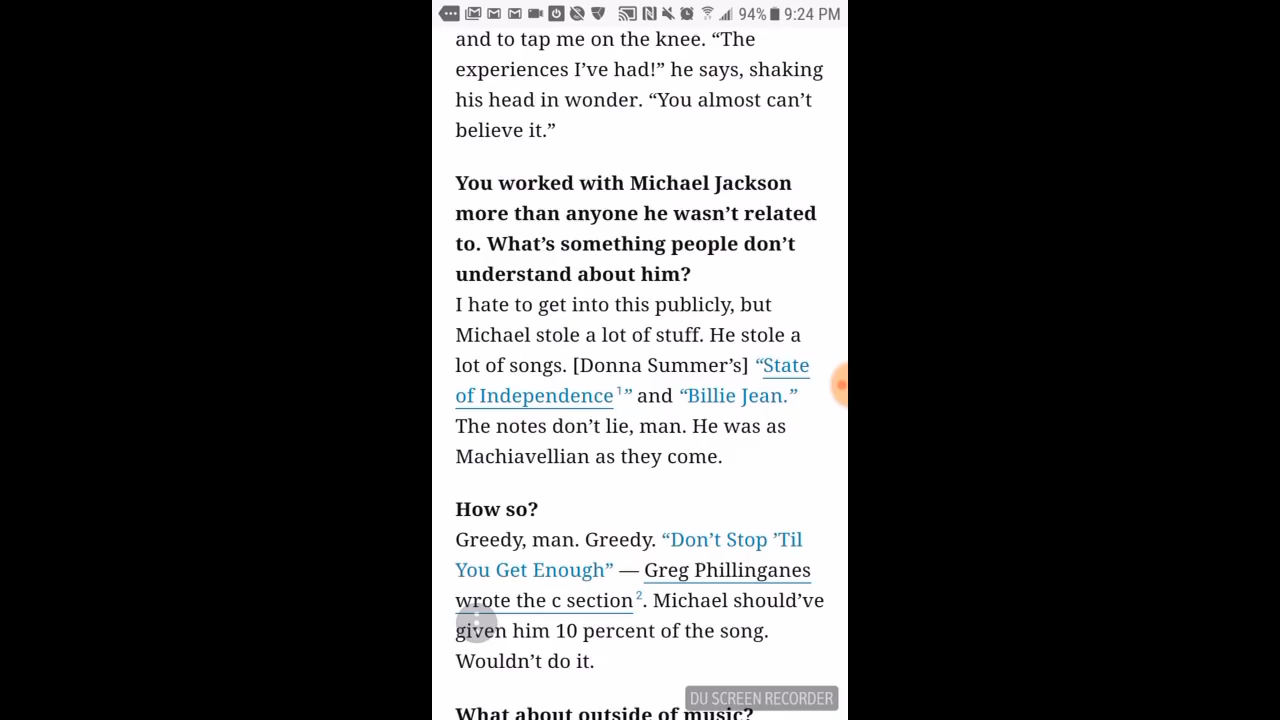 94% 9:24 PM
and to tap me on the knee. “The
experiences I’ve had!” he says, shaking
his head in wonder. “You almost can’t
believe it.”
You worked with Michael Jackson
more than anyone he wasn’t related
to. What’s something people don’t
understand about him?
I hate to get into this publicly, but
Michael stole a lot of stuff. He stole a
lot of songs. [Donna Summer’s] “State
of Independence¹” and “Billie Jean.”
The notes don’t lie, man. He was as
Machiavellian as they come.
How so?
Greedy, man. Greedy. “Don’t Stop ’Til
You Get Enough” — Greg Phillinganes
wrote the c section². Michael should’ve
given him 10 percent of the song.
Wouldn’t do it.
DU SCREEN RECORDER
What about outside of music?